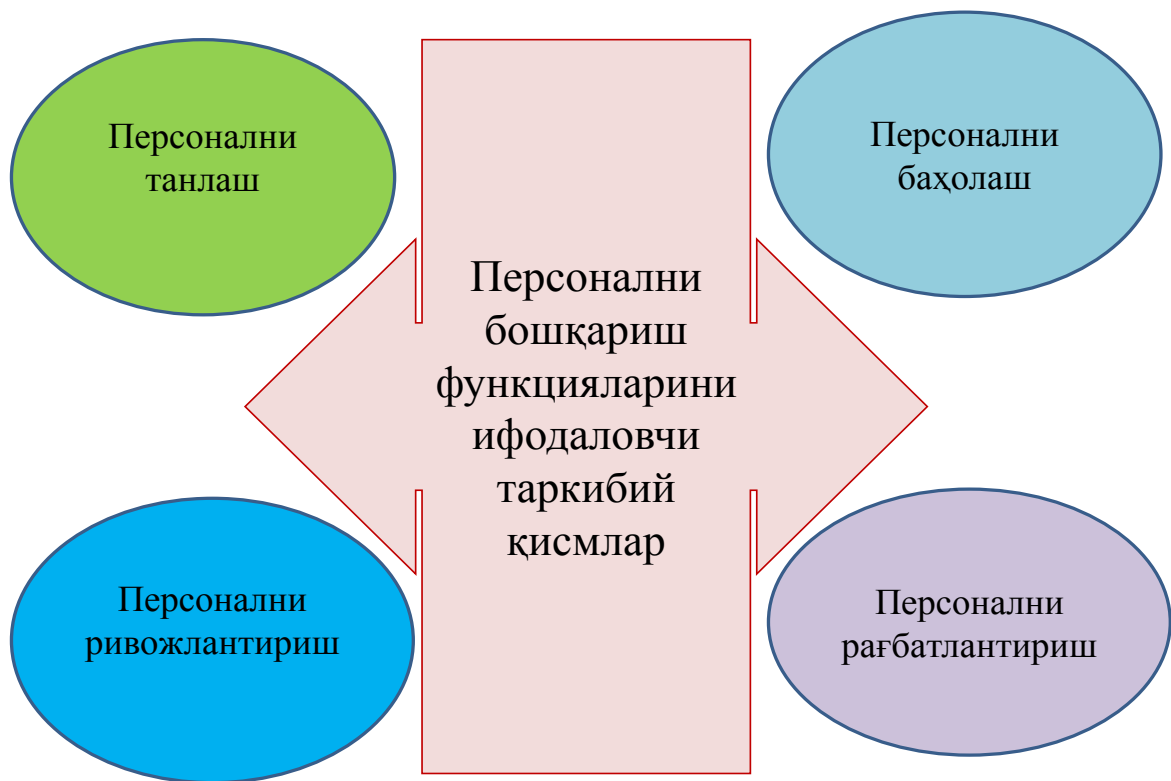 Персонални
танлаш
Персонални
баҳолаш
Персонални
бошқариш
функцияларини
ифодаловчи
таркибий
қисмлар
Персонални
ривожлантириш
Персонални
рағбатлантириш